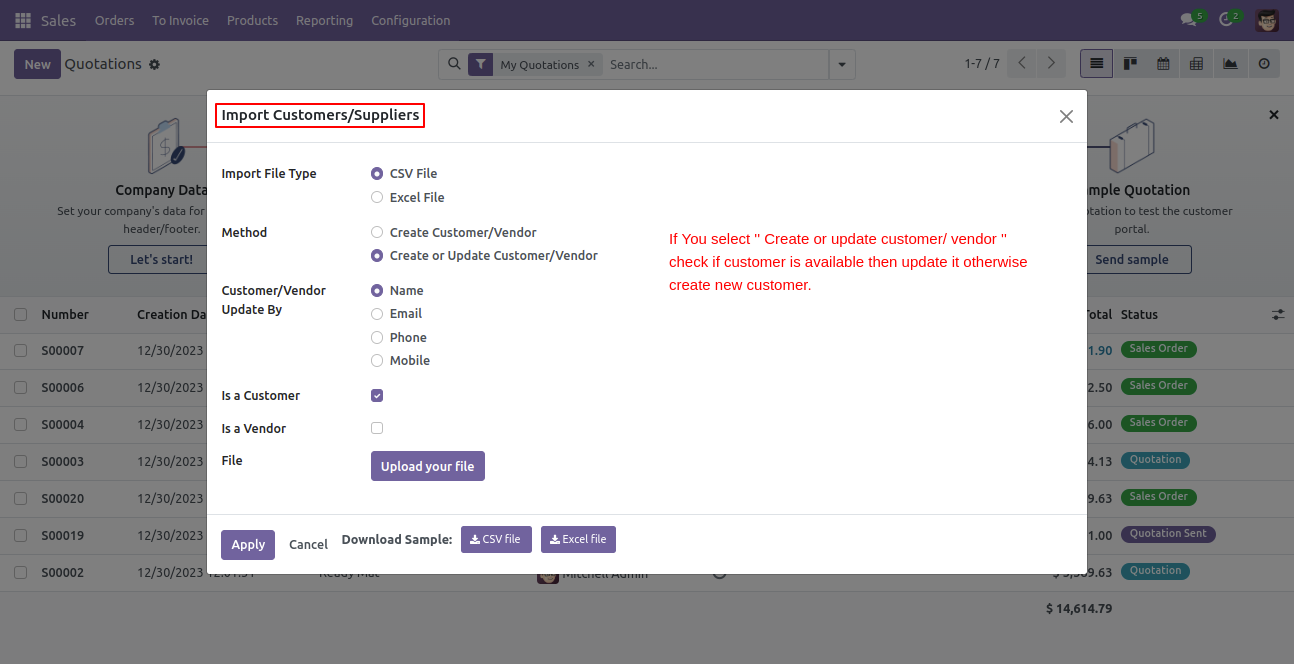 Sales Orders To Invoice Products Reporting Configuration 5 2
New Quotations My Quotations × Search... 1-7 / 7
Import Customers/Suppliers
Company Data
Set your company's data for
header/footer.
Let's start!
Quotation
to test the customer
portal.
Send sample
Import File Type CSV File
Excel File
Method Create Customer/Vendor
Create or Update Customer/Vendor
If You select " Create or update customer/ vendor "
check if customer is available then update it otherwise
create new customer.
Customer/Vendor
Update By
Name
Email
Phone
Mobile
Is a Customer
Is a Vendor
File Upload your file
Apply Cancel Download Sample: CSV file Excel file
Number Creation Da Total Status
S00007 12/30/2023 1.90 Sales Order
S00006 12/30/2023 2.50 Sales Order
S00004 12/30/2023 6.00 Sales Order
S00003 12/30/2023 4.13 Quotation
S00020 12/30/2023 9.63 Sales Order
S00019 12/30/2023 1.00 Quotation Sent
S00002 12/30/2023 Ready Mat Mitchell Admin Quotation
$ 14,614.79